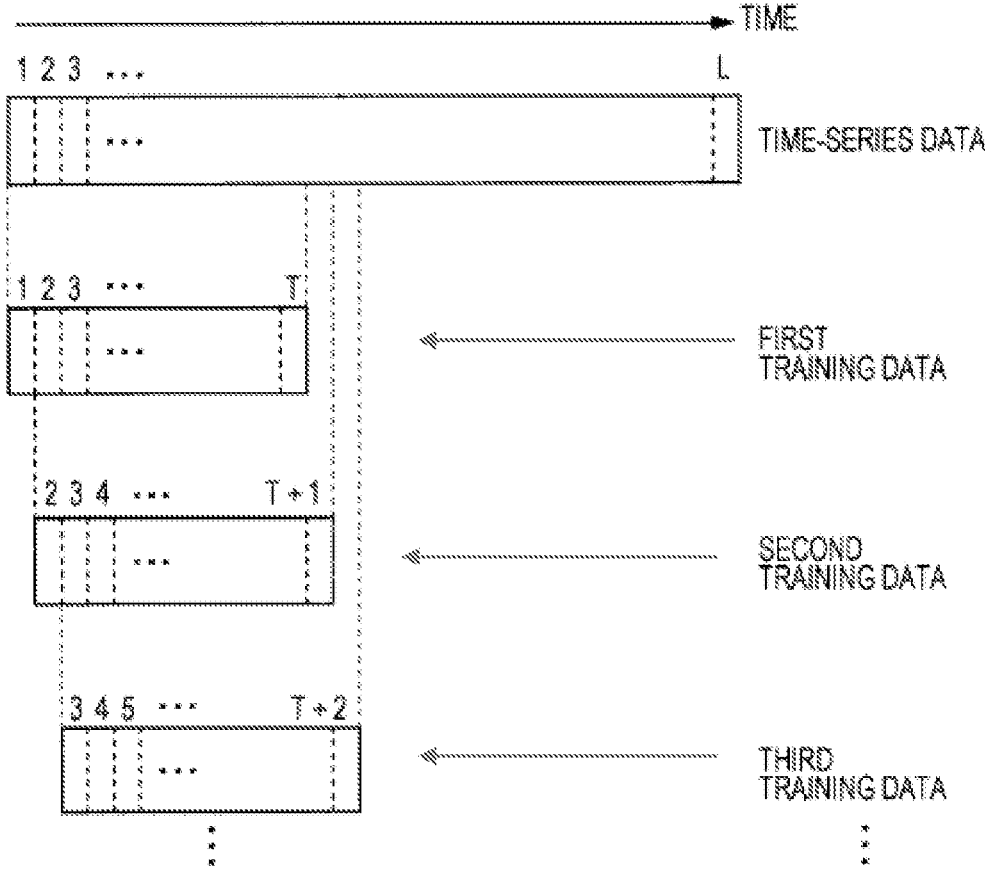 TIME
1 2 3 ... L
... TIME-SERIES DATA
1 2 3 ... T
... FIRST
TRAINING DATA
2 3 4 ... T + 1
... SECOND
TRAINING DATA
3 4 5 ... T + 2
... THIRD
TRAINING DATA